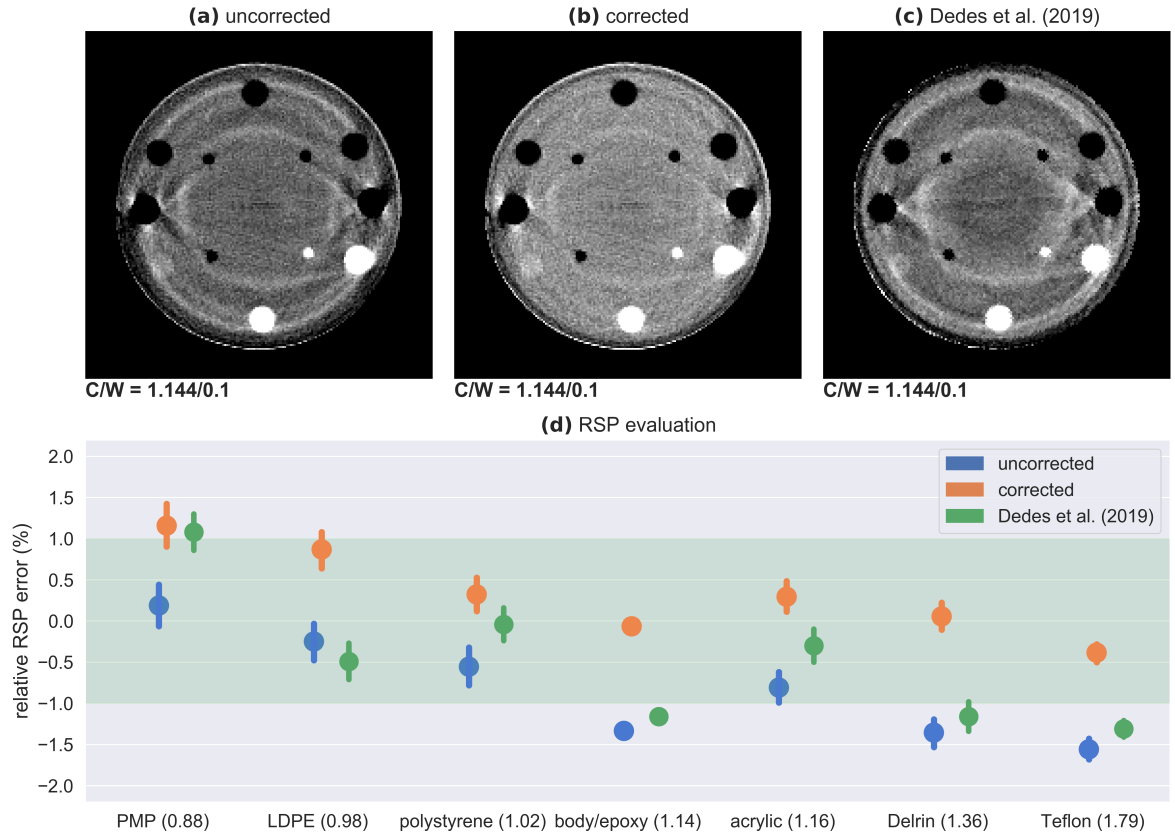 (a) uncorrected
(b) corrected
(c) Dedes et al. (2019)
C/W = 1.144/0.1
C/W = 1.144/0.1
C/W = 1.144/0.1
(d) RSP evaluation
relative RSP error (%)
2.0
1.5
1.0
0.5
0.0
−0.5
−1.0
−1.5
−2.0
uncorrected
corrected
Dedes et al. (2019)
PMP (0.88)
LDPE (0.98)
polystyrene (1.02)
body/epoxy (1.14)
acrylic (1.16)
Delrin (1.36)
Teflon (1.79)